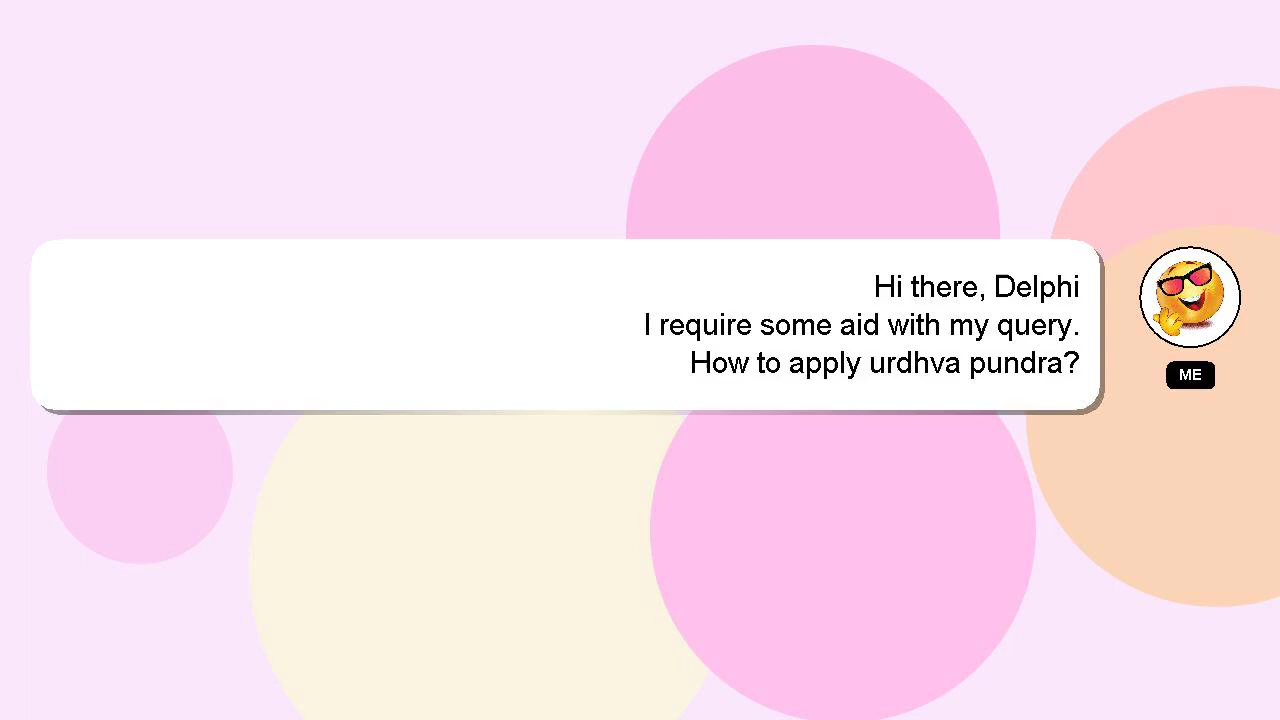 Hi there, Delphi
I require some aid with my query.
How to apply urdhva pundra?
ME